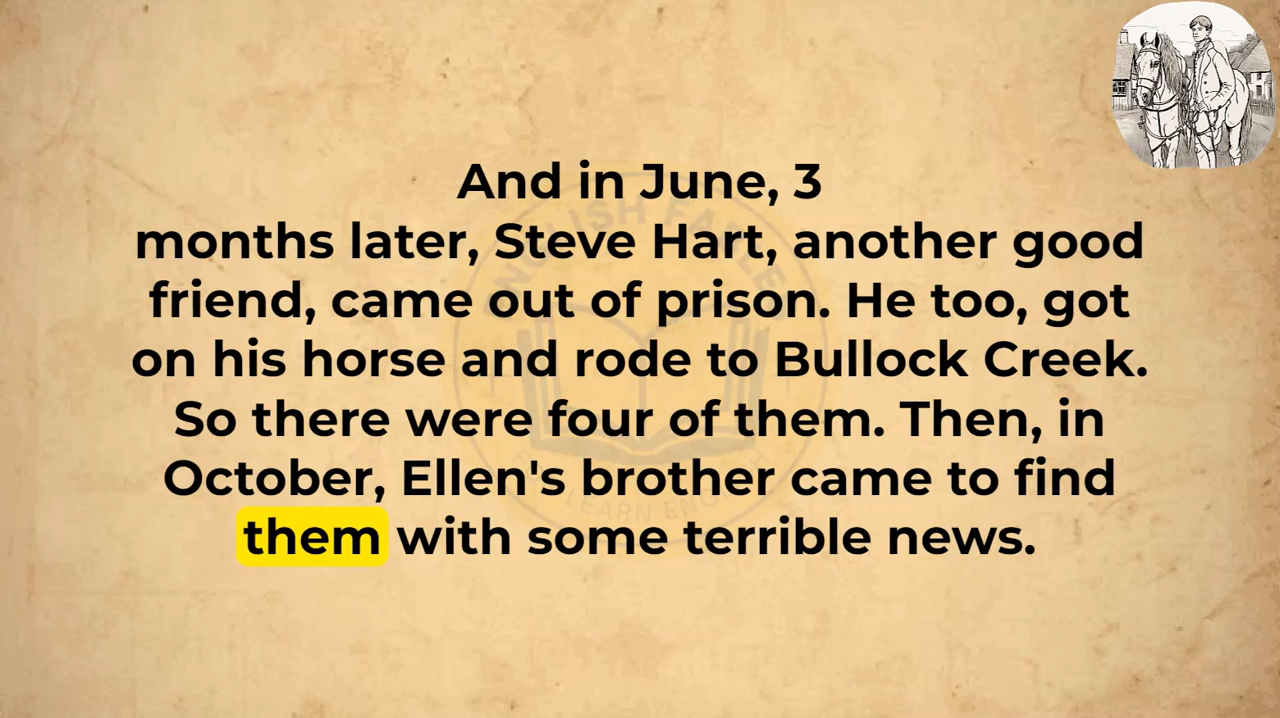 And in June, 3
months later, Steve Hart, another good
friend, came out of prison. He too, got
on his horse and rode to Bullock Creek.
So there were four of them. Then, in
October, Ellen's brother came to find
them with some terrible news.